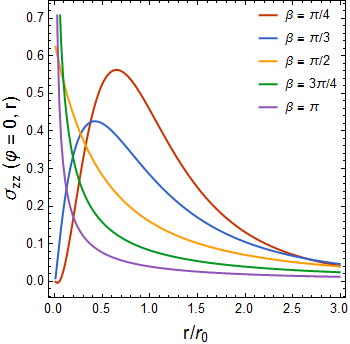 0.7
0.6
0.5
0.4
0.3
0.2
0.1
0.0
σzz (φ = 0, r)
β = π/4
β = π/3
β = π/2
β = 3π/4
β = π
0.0 0.5 1.0 1.5 2.0 2.5 3.0
r/r0